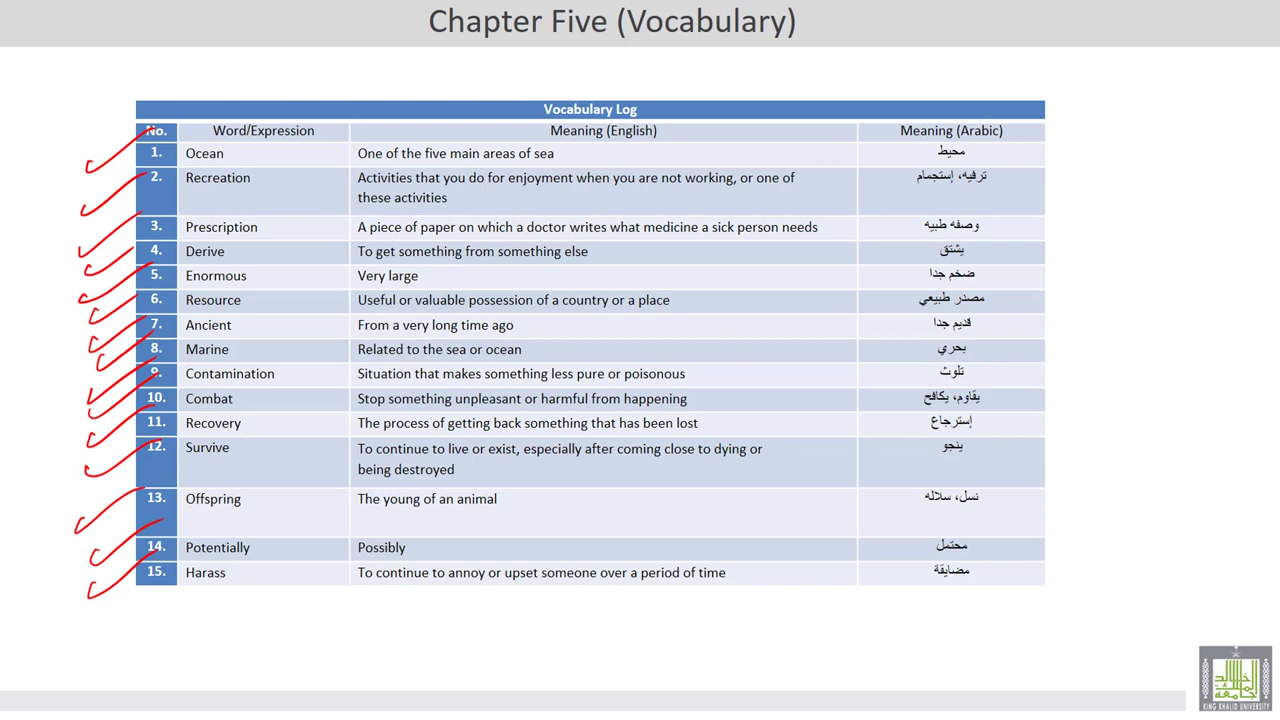 Chapter Five (Vocabulary)
Vocabulary Log
No. Word/Expression Meaning (English) Meaning (Arabic)
1. Ocean One of the five main areas of sea محيط
2. Recreation Activities that you do for enjoyment when you are not working, or one of ترفيه، إستجمام
these activities
3. Prescription A piece of paper on which a doctor writes what medicine a sick person needs وصفه طبيه
4. Derive To get something from something else يشتق
5. Enormous Very large ضخم جدا
6. Resource Useful or valuable possession of a country or a place مصدر طبيعي
7. Ancient From a very long time ago قديم جدا
8. Marine Related to the sea or ocean بحري
9. Contamination Situation that makes something less pure or poisonous تلوث
10. Combat Stop something unpleasant or harmful from happening يقاوم، يكافح
11. Recovery The process of getting back something that has been lost إسترجاع
12. Survive To continue to live or exist, especially after coming close to dying or ينجو
being destroyed
13. Offspring The young of an animal نسل، سلاله
14. Potentially Possibly محتمل
15. Harass To continue to annoy or upset someone over a period of time مضايقة
جامعة الملك خالد
KING KHALID UNIVERSITY